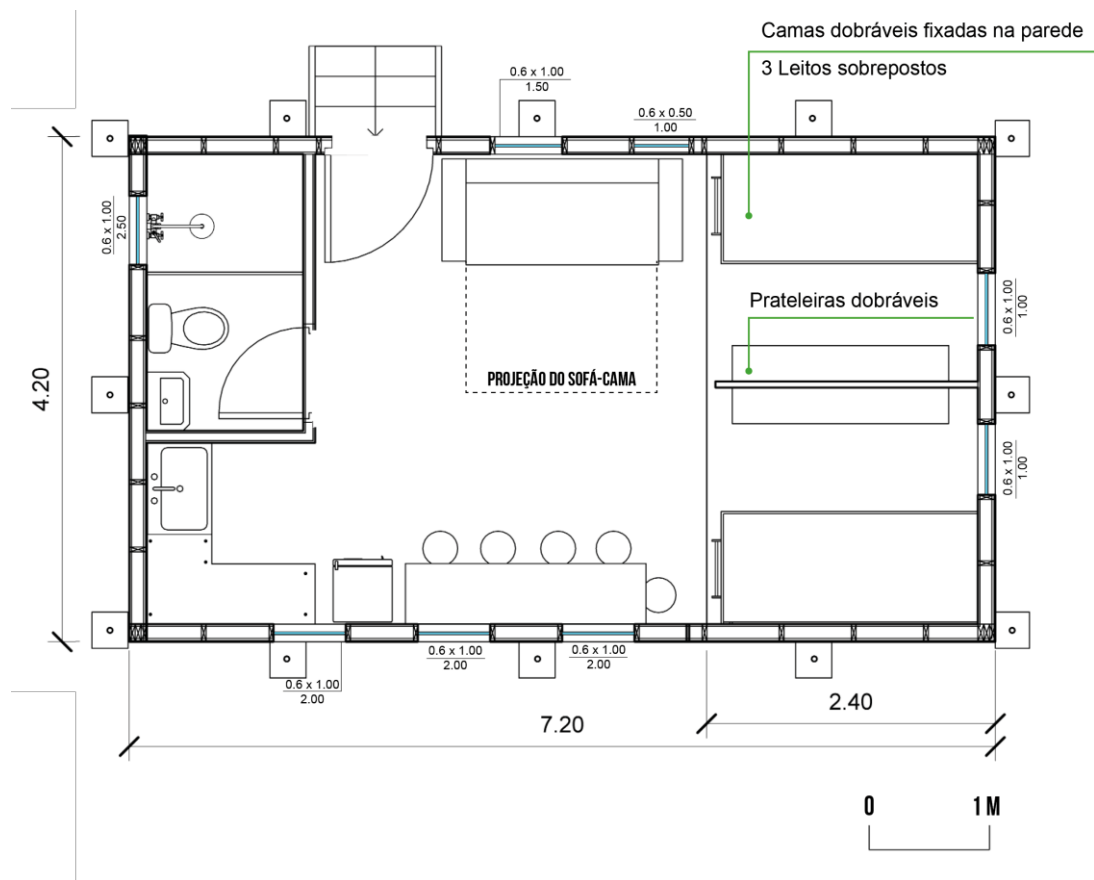 Camas dobráveis fixadas na parede
3 Leitos sobrepostos
0.6 x 1.00
1.50
0.6 x 0.50
1.00
0.6 x 1.00
2.50
Prateleiras dobráveis
0.6 x 1.00
1.00
PROJEÇÃO DO SOFÁ-CAMA
4.20
0.6 x 1.00
1.00
0.6 x 1.00
2.00
0.6 x 1.00
2.00
0.6 x 1.00
2.00
2.40
7.20
0 1 M